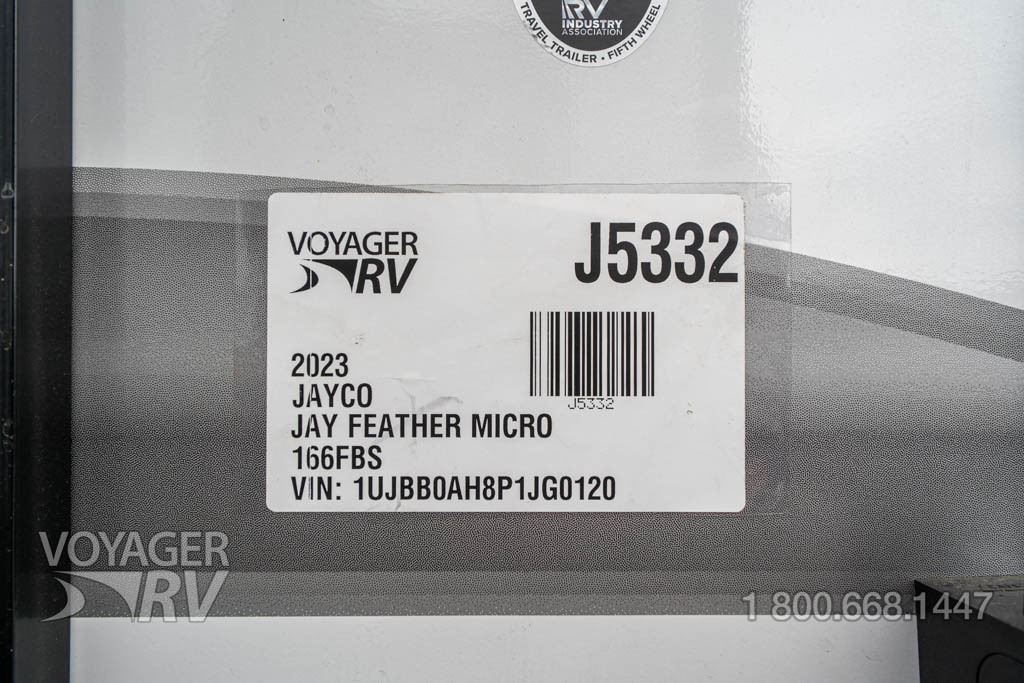 RV
INDUSTRY
ASSOCIATION
TRAVEL TRAILER • FIFTH WHEEL
VOYAGER
RV
J5332
J5332
2023
JAYCO
JAY FEATHER MICRO
166FBS
VIN: 1UJBB0AH8P1JG0120
VOYAGER
RV
1 800.668.1447